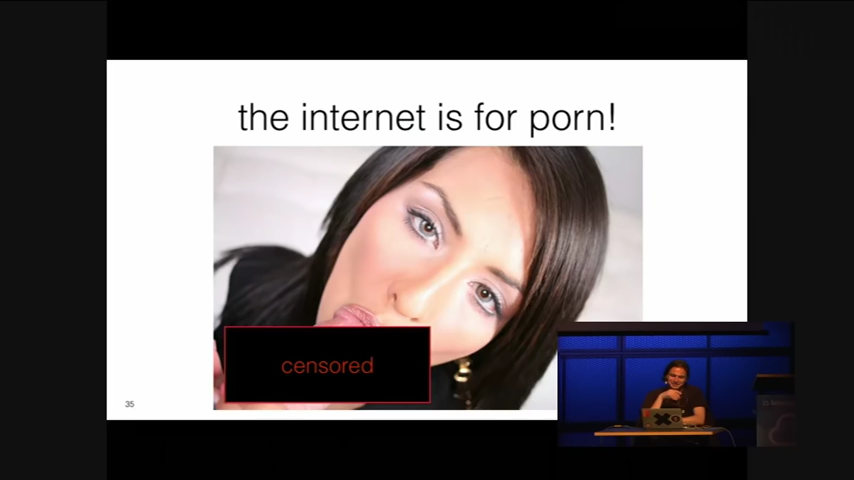 the internet is for porn!
censored
35